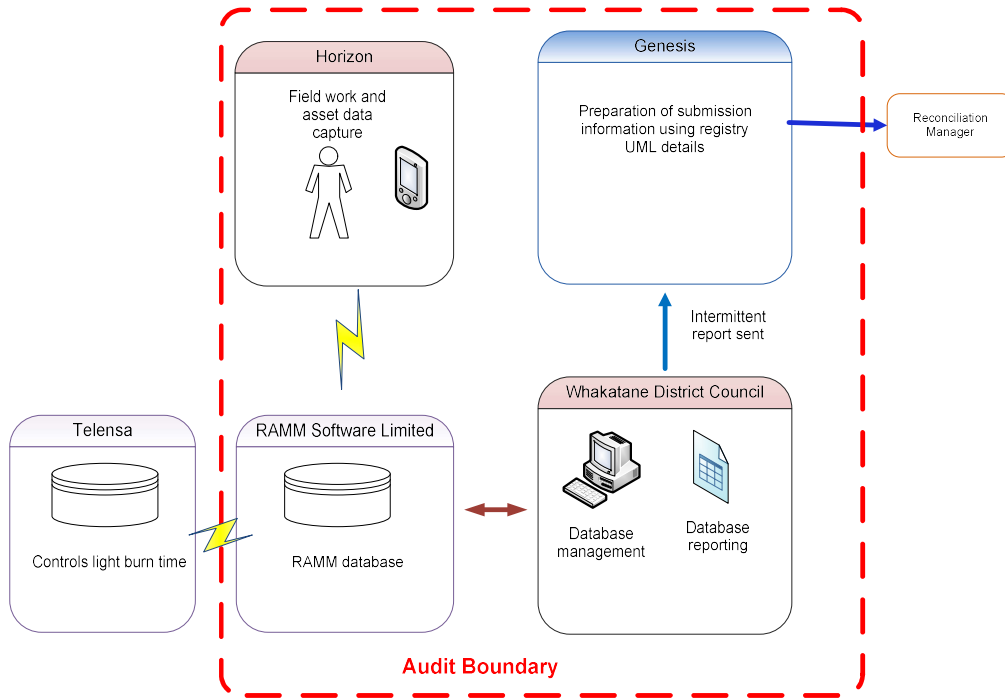 Horizon
Field work and
asset data
capture
Genesis
Preparation of submission
information using registry
UML details
Reconciliation
Manager
Intermittent
report sent
Telensa
Controls light burn time
RAMM Software Limited
RAMM database
Whakatane District Council
Database
management
Database
reporting
Audit Boundary